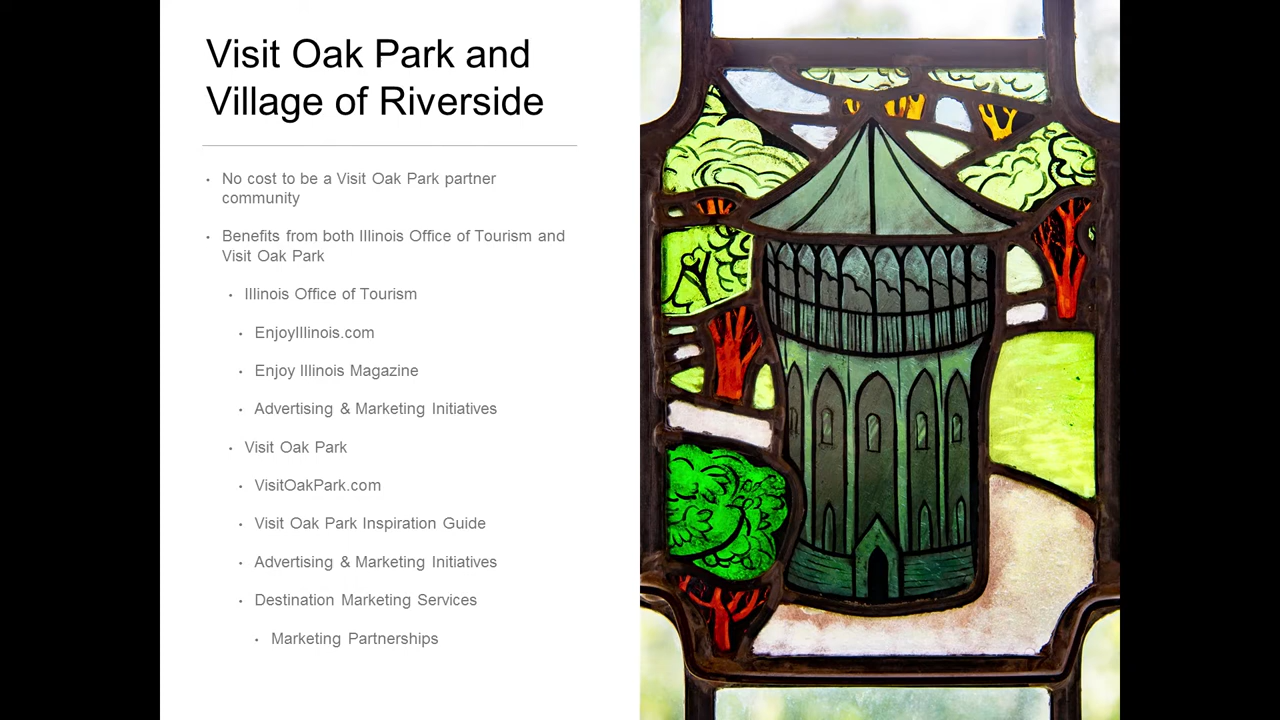 Visit Oak Park and
Village of Riverside
• No cost to be a Visit Oak Park partner
community
• Benefits from both Illinois Office of Tourism and
Visit Oak Park
• Illinois Office of Tourism
• EnjoyIllinois.com
• Enjoy Illinois Magazine
• Advertising & Marketing Initiatives
• Visit Oak Park
• VisitOakPark.com
• Visit Oak Park Inspiration Guide
• Advertising & Marketing Initiatives
• Destination Marketing Services
• Marketing Partnerships